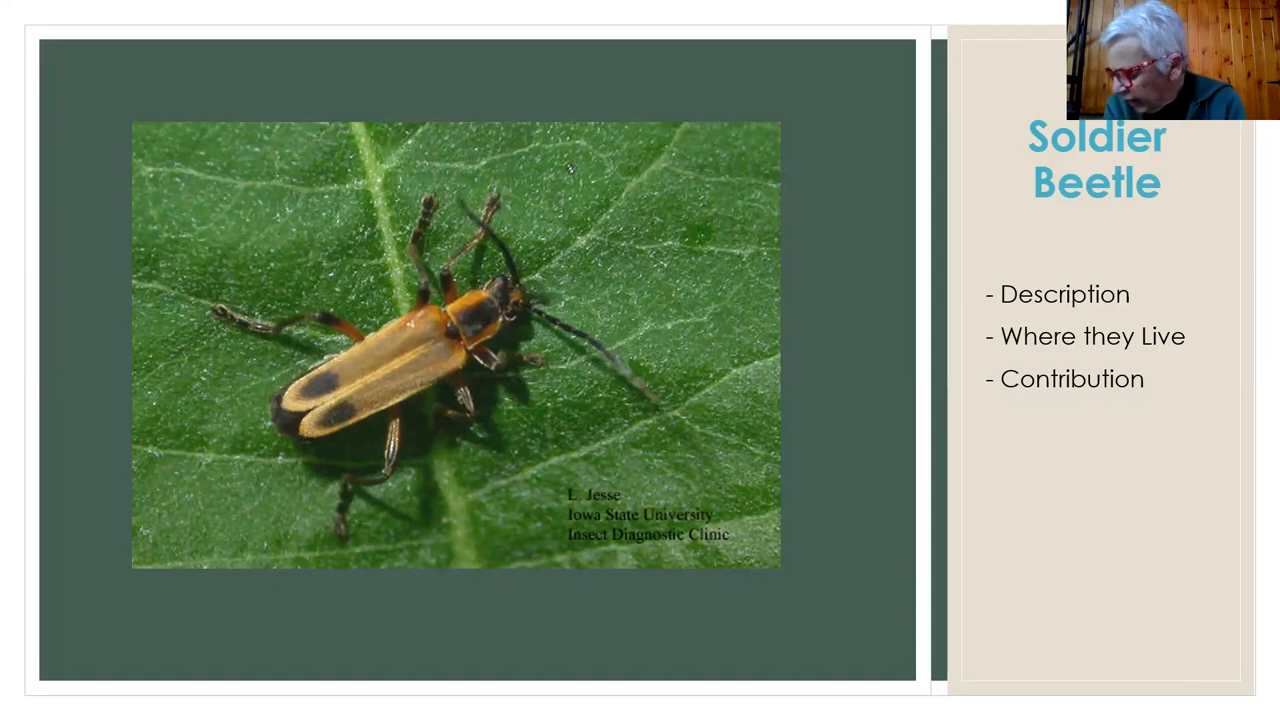 Soldier
Beetle
- Description
- Where they Live
- Contribution
L. Jesse
Iowa State University
Insect Diagnostic Clinic